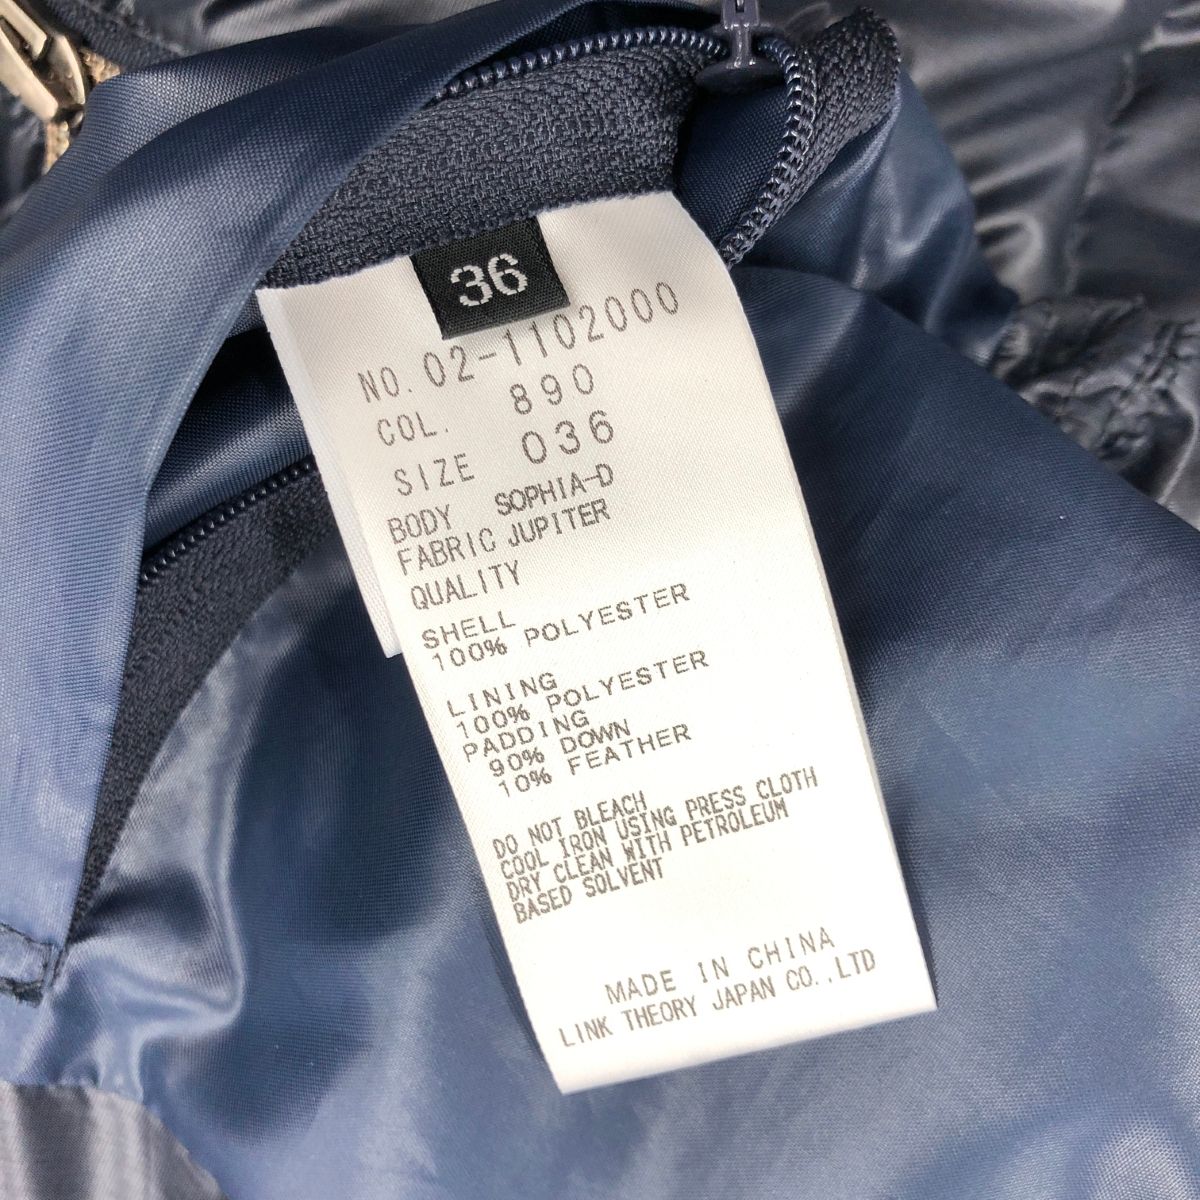 36
NO. 02-1102000
COL. 890
SIZE 036
BODY SOPHIA-D
FABRIC JUPITER
QUALITY
SHELL
100% POLYESTER
LINING
100% POLYESTER
PADDING
90% DOWN
10% FEATHER
DO NOT BLEACH
COOL IRON USING PRESS CLOTH
DRY CLEAN WITH PETROLEUM
BASED SOLVENT
MADE IN CHINA
LINK THEORY JAPAN CO.,LTD